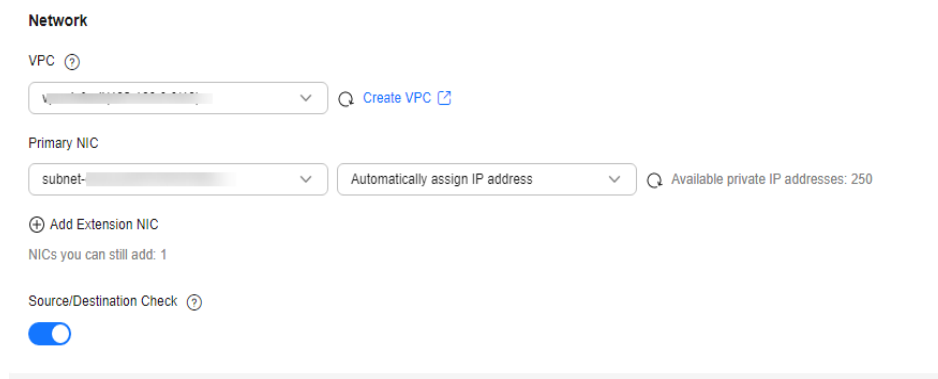 Network
VPC ?
Create VPC
Primary NIC
subnet- Automatically assign IP address Available private IP addresses: 250
Add Extension NIC
NICs you can still add: 1
Source/Destination Check ?